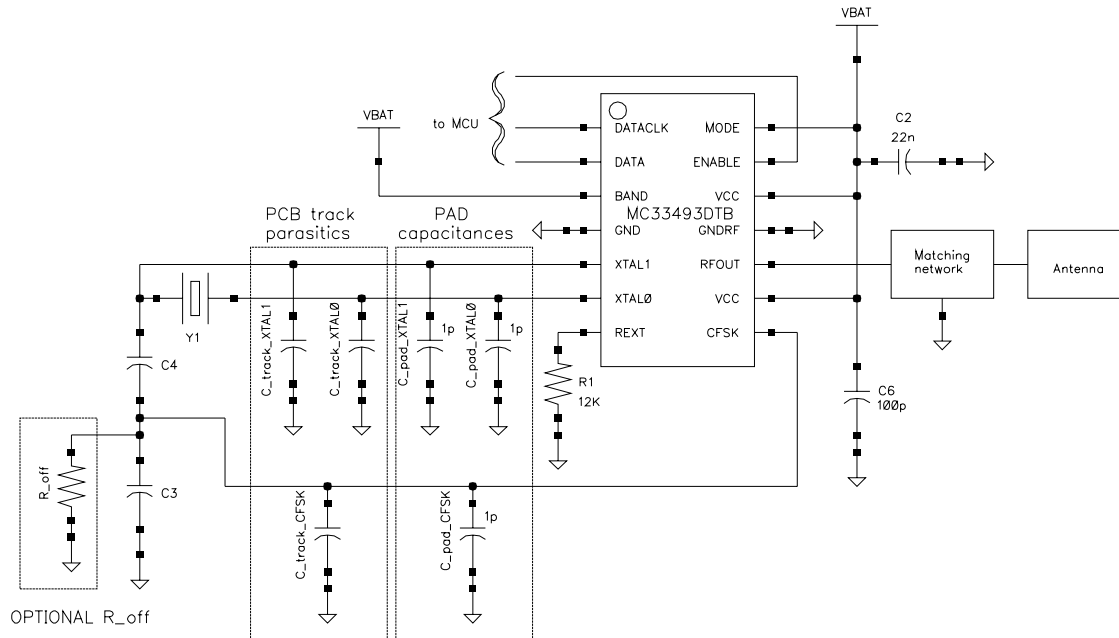 VBAT
C2
22n
VBAT
to MCU
DATACLK
MODE
DATA
ENABLE
BAND
VCC
MC33493DTB
GND
GNDRF
XTAL1
RFOUT
XTAL0
VCC
REXT
CFSK
PCB track
parasitics
PAD
capacitances
Matching
network
Antenna
Y1
C4
C_track_XTAL1
C_track_XTAL0
C_pad_XTAL1
1p
C_pad_XTAL0
1p
R1
12K
C6
100p
R_off
C3
C_track_CFSK
C_pad_CFSK
1p
OPTIONAL R_off